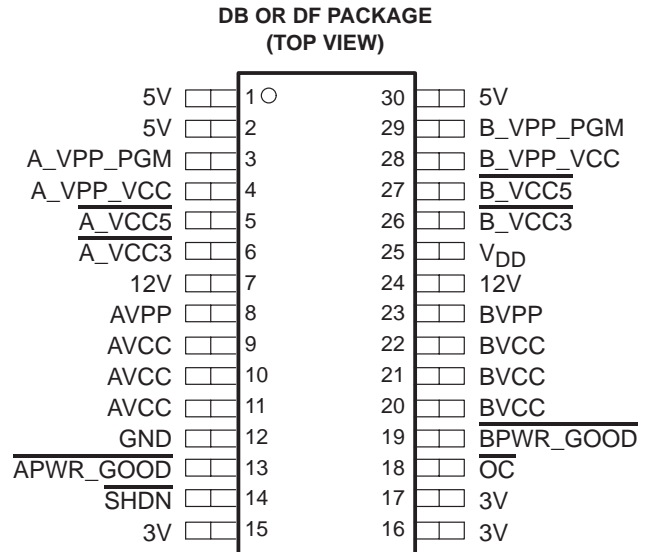 DB OR DF PACKAGE
(TOP VIEW)
5V 1 30 5V
5V 2 29 B_VPP_PGM
A_VPP_PGM 3 28 B_VPP_VCC
A_VPP_VCC 4 27 B_VCC5
A_VCC5 5 26 B_VCC3
A_VCC3 6 25 VDD
12V 7 24 12V
AVPP 8 23 BVPP
AVCC 9 22 BVCC
AVCC 10 21 BVCC
AVCC 11 20 BVCC
GND 12 19 BPWR_GOOD
APWR_GOOD 13 18 OC
SHDN 14 17 3V
3V 15 16 3V